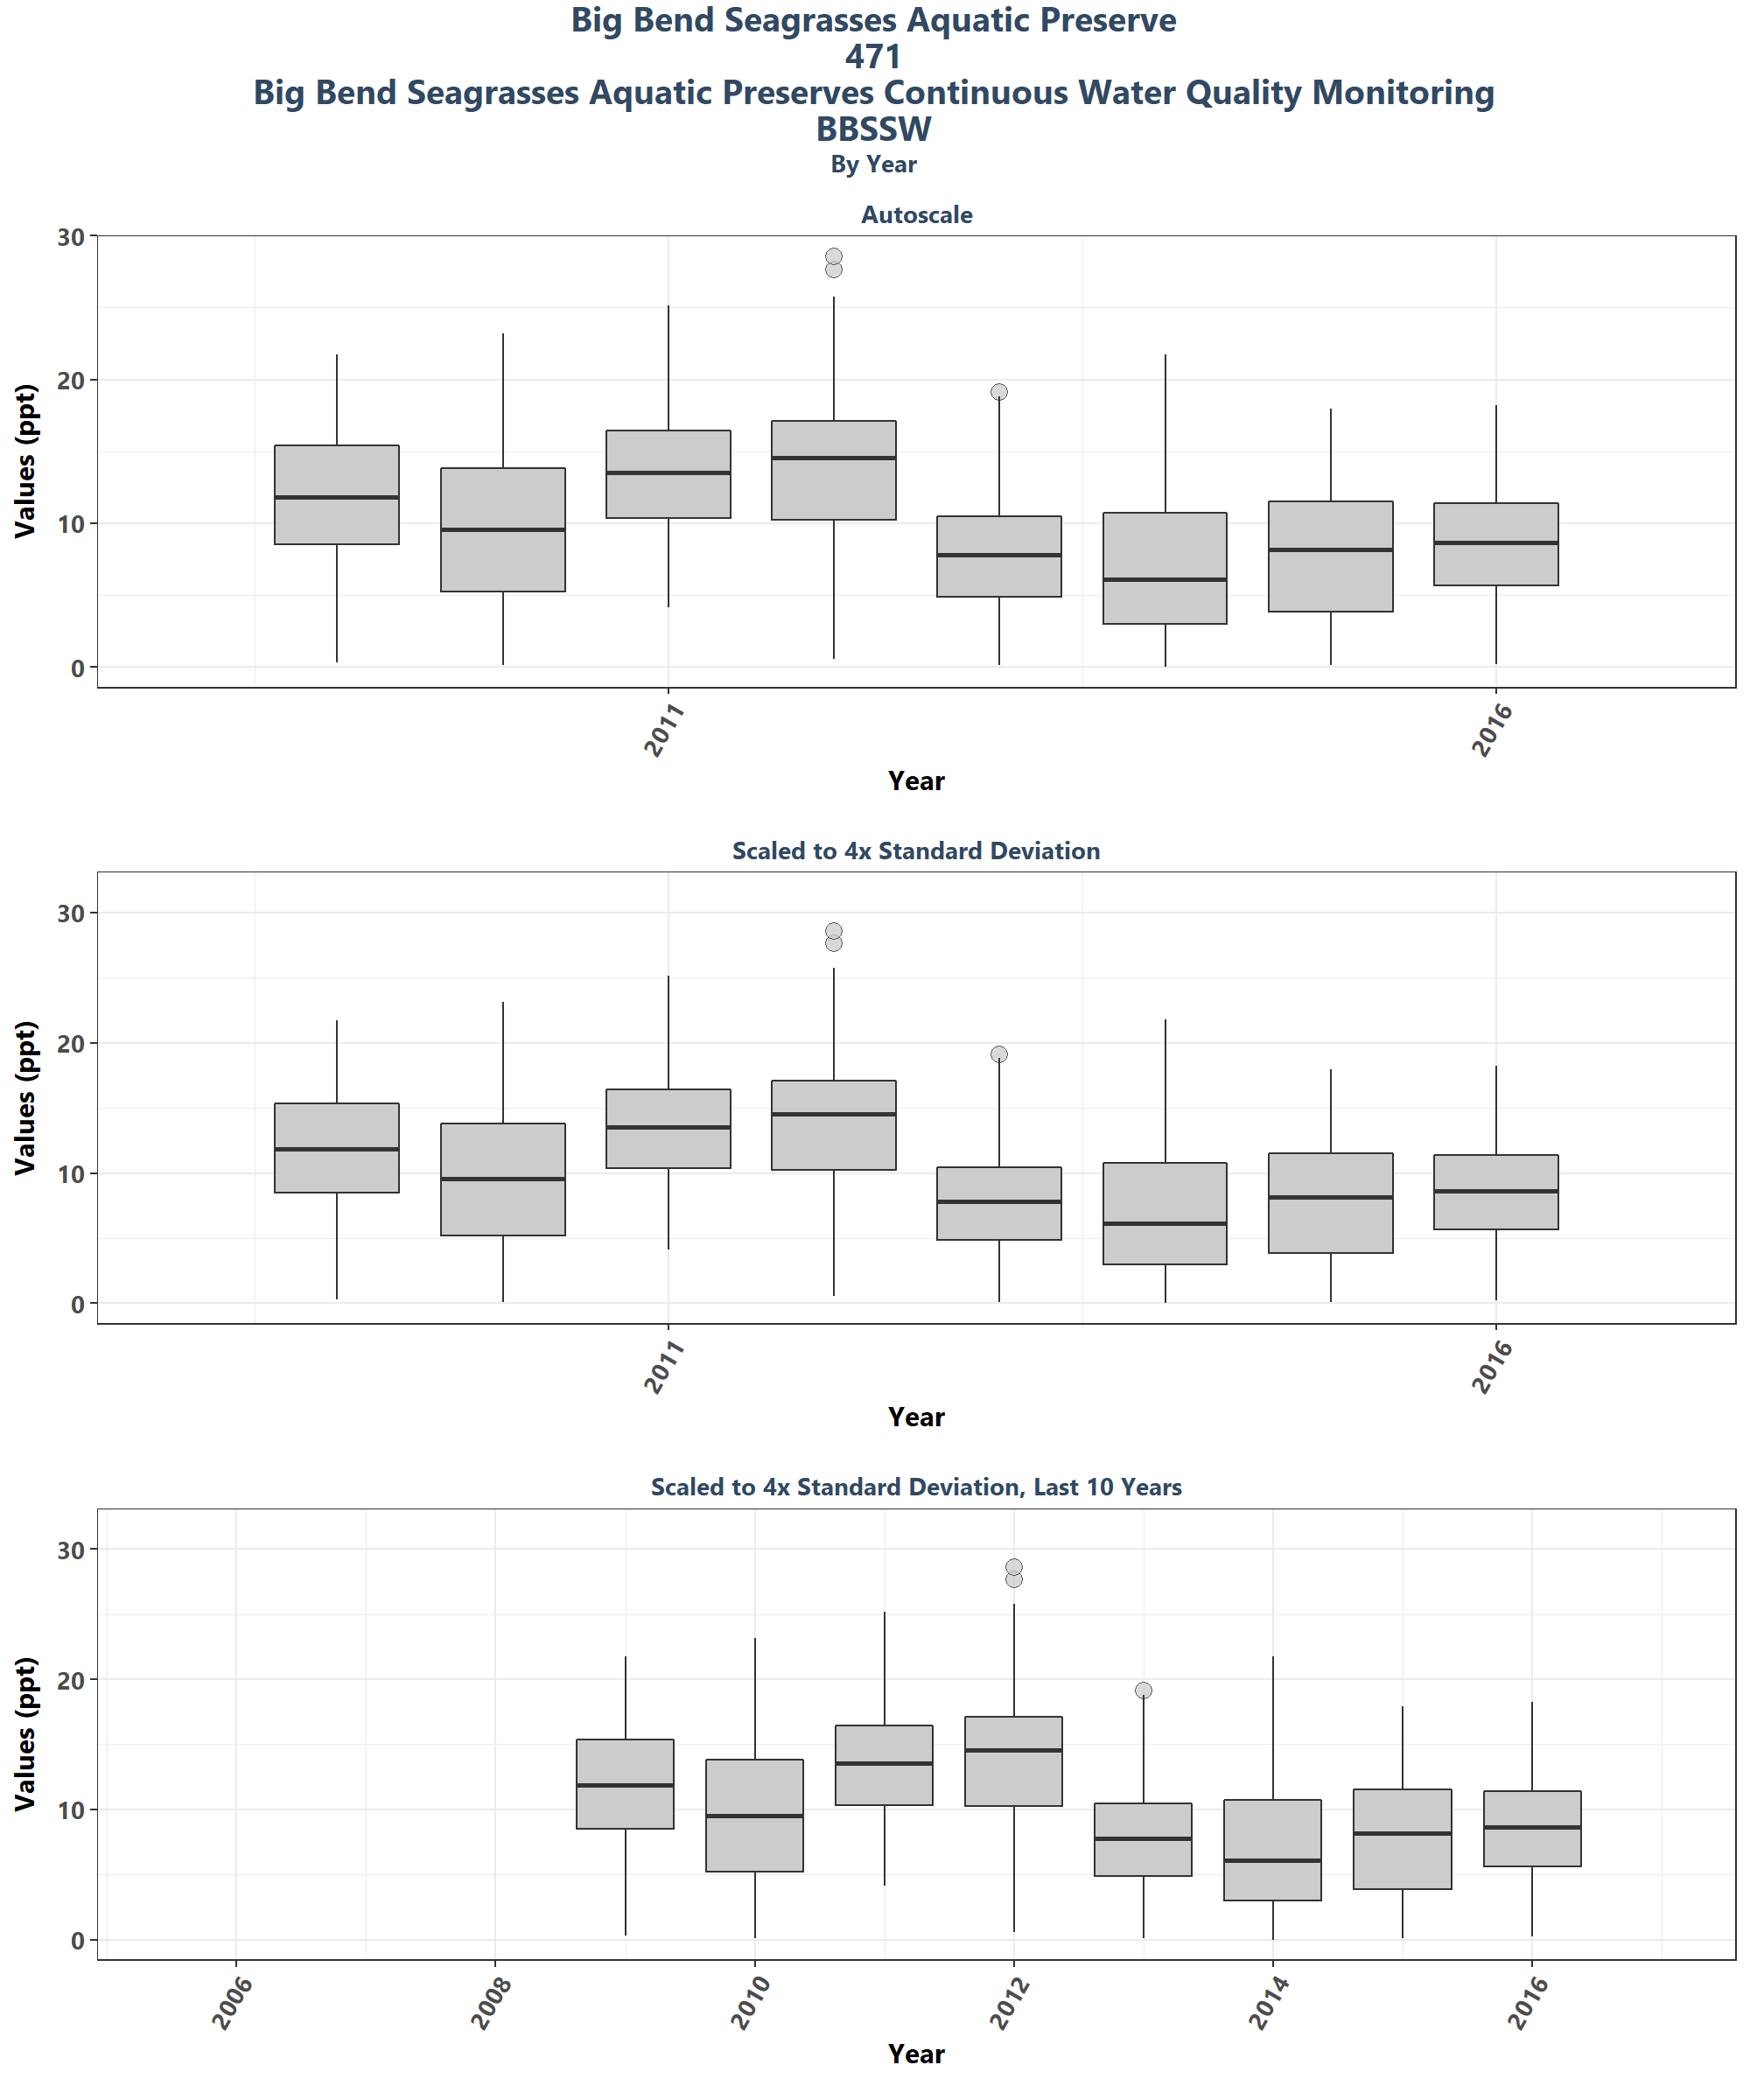 Big Bend Seagrasses Aquatic Preserve
471
Big Bend Seagrasses Aquatic Preserves Continuous Water Quality Monitoring
BBSSW
By Year
Autoscale
Values (ppt)
30
20
10
0
2011
2016
Year
Scaled to 4x Standard Deviation
Values (ppt)
30
20
10
0
2011
2016
Year
Scaled to 4x Standard Deviation, Last 10 Years
Values (ppt)
30
20
10
0
2006
2008
2010
2012
2014
2016
Year